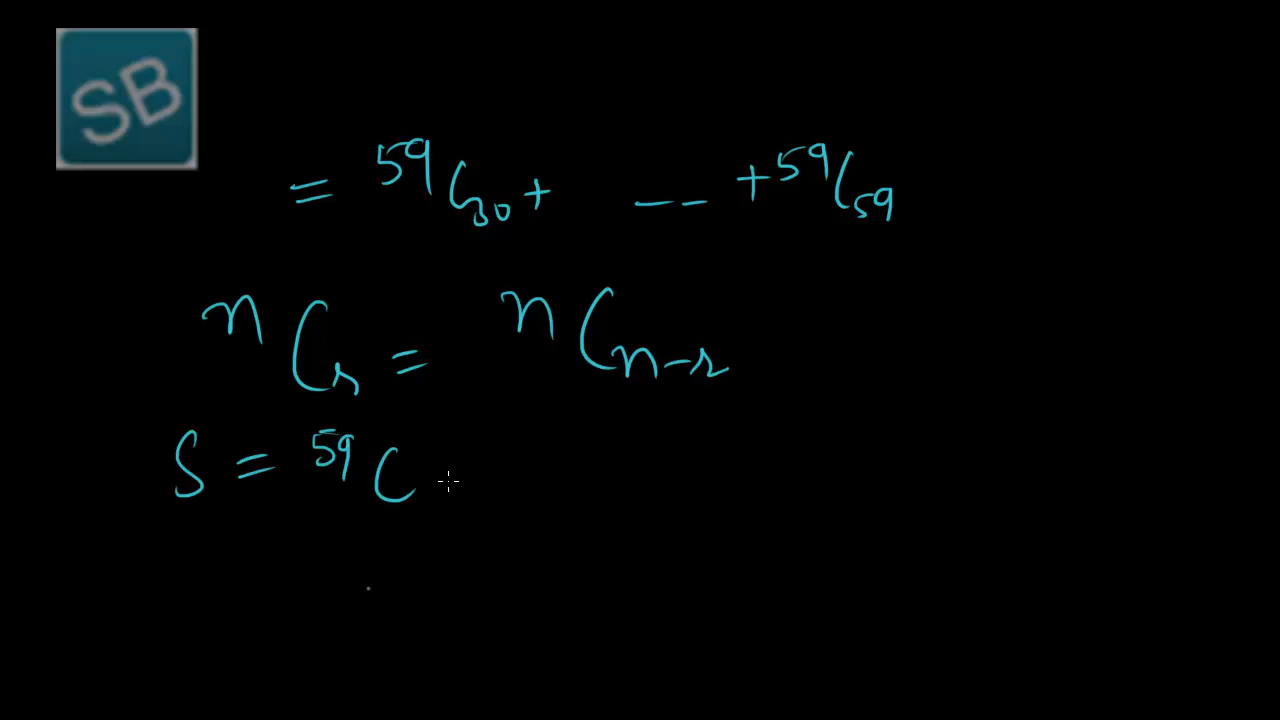 SB
= ⁵⁹C₃₀ + -- + ⁵⁹C₅₉
ⁿCᵣ = ⁿCₙ₋ᵣ
S = ⁵⁹C